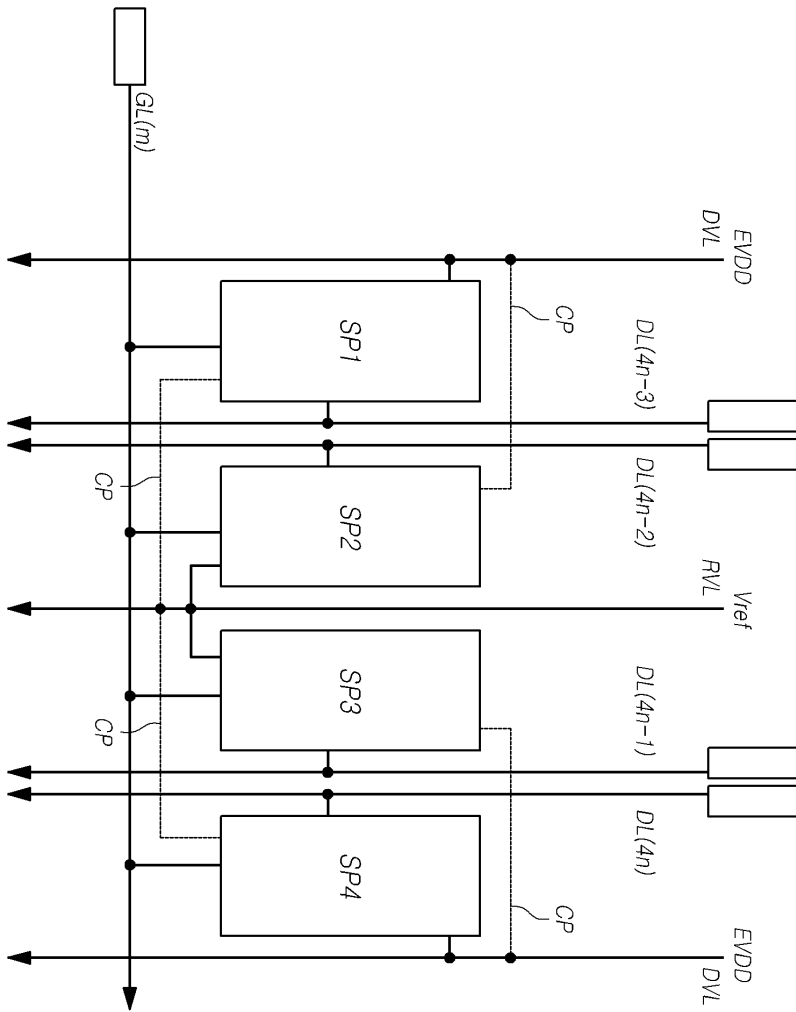 EVDD
DVL
DL(4n-3)
DL(4n-2)
Vref
RVL
DL(4n-1)
DL(4n)
EVDD
DVL
CP
CP
SP1
SP2
SP3
SP4
CP
CP
GL(m)